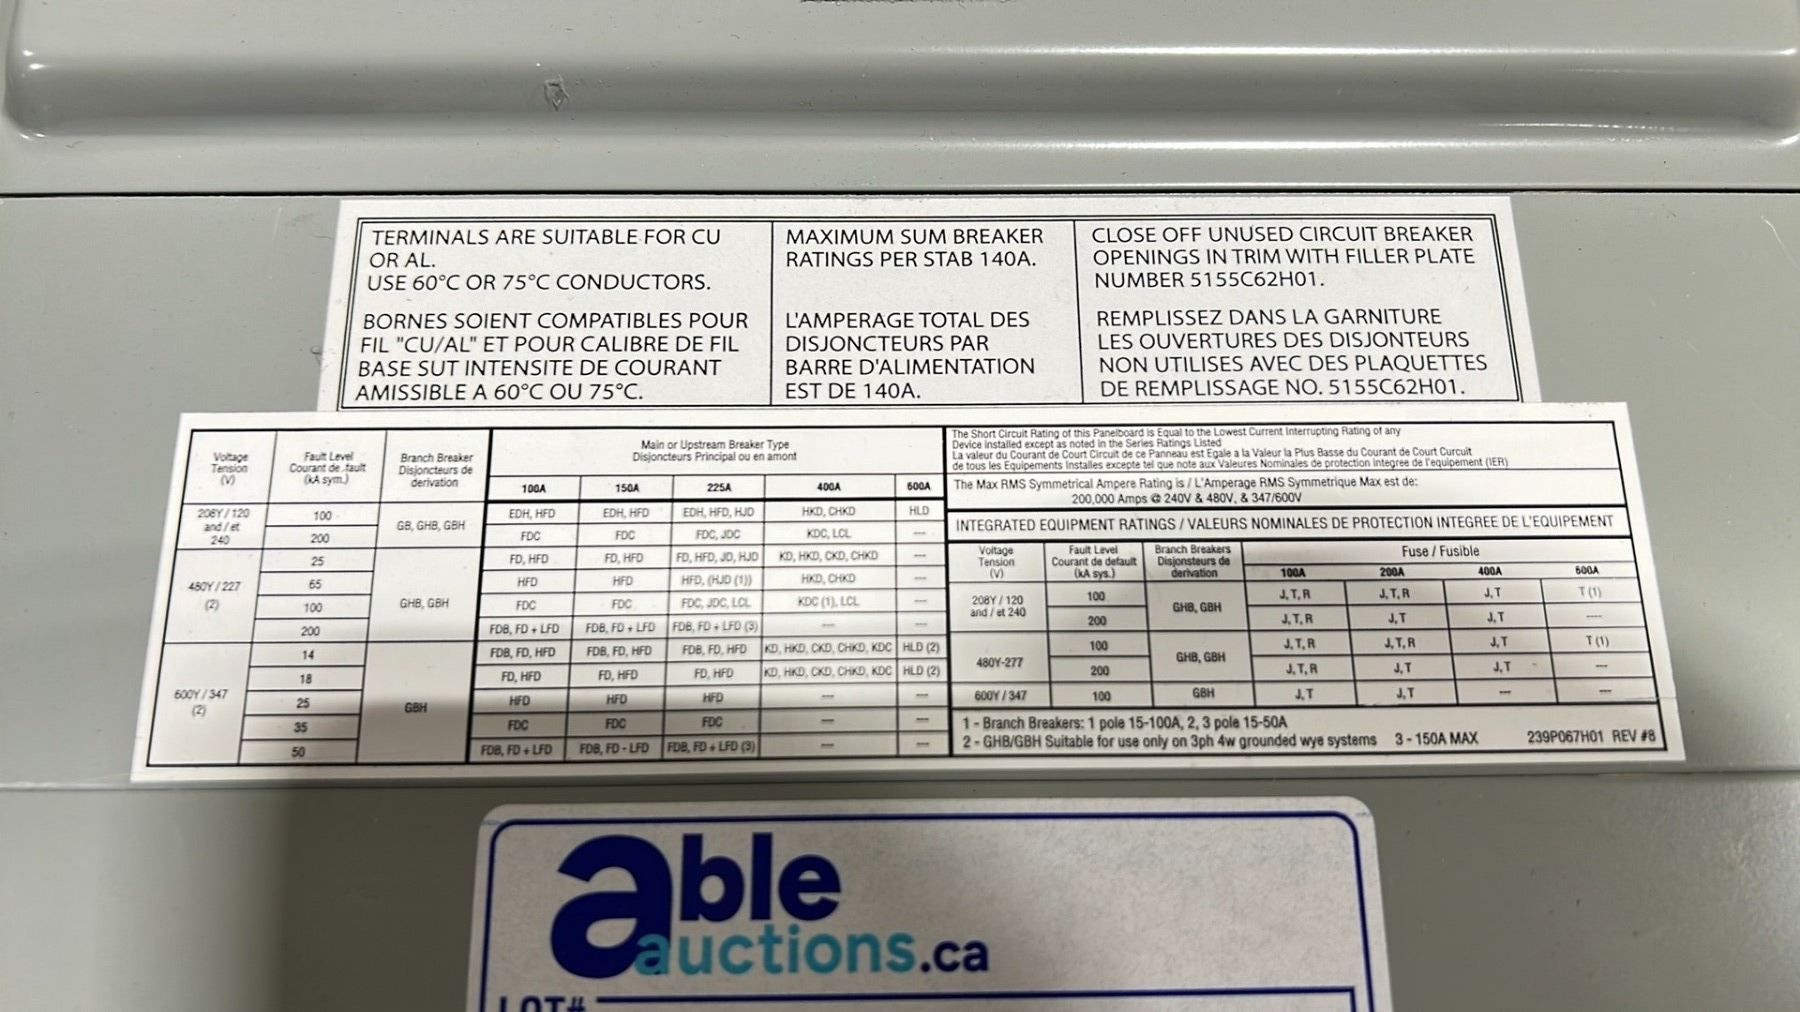 TERMINALS ARE SUITABLE FOR CU
OR AL.
USE 60°C OR 75°C CONDUCTORS.
BORNES SOIENT COMPATIBLES POUR
FIL "CU/AL" ET POUR CALIBRE DE FIL
BASE SUT INTENSITE DE COURANT
AMISSIBLE A 60°C OU 75°C.
MAXIMUM SUM BREAKER
RATINGS PER STAB 140A.
L'AMPERAGE TOTAL DES
DISJONCTEURS PAR
BARRE D'ALIMENTATION
EST DE 140A.
CLOSE OFF UNUSED CIRCUIT BREAKER
OPENINGS IN TRIM WITH FILLER PLATE
NUMBER 5155C62H01.
REMPLISSEZ DANS LA GARNITURE
LES OUVERTURES DES DISJONTEURS
NON UTILISES AVEC DES PLAQUETTES
DE REMPLISSAGE NO. 5155C62H01.
Voltage
Tension
(V)
Fault Level
Courant de fault
(kA sym.)
Branch Breaker
Disjoncteurs de
derivation
Main or Upstream Breaker Type
Disjoncteurs Principal ou en amont
100A 150A 225A 400A 600A
208Y/120
and / et
240
GB, GHB, GBH
100 EDH, HFD EDH, HFD EDH, HFD, HJD HKD, CHKD HLD
200 FDC FDC FDC, JDC KDC, LCL ---
480Y / 227
(2)
GHB, GBH
25 FD, HFD FD, HFD FD, HFD, JD, HJD KD, HKD, CKD, CHKD ---
65 HFD HFD HFD, (HJD (1)) HKD, CHKD ---
100 FDC FDC FDC, JDC, LCL KDC (1), LCL ---
200 FDB, FD + LFD FDB, FD + LFD FDB, FD + LFD (3) --- ---
600Y / 347
(2)
GBH
14 FDB, FD, HFD FDB, FD, HFD FDB, FD, HFD KD, HKD, CKD, CHKD, KDC HLD (2)
18 FD, HFD FD, HFD FD, HFD KD, HKD, CKD, CHKD, KDC HLD (2)
25 HFD HFD HFD --- ---
35 FDC FDC FDC --- ---
50 FDB, FD + LFD FDB, FD - LFD FDB, FD + LFD (3) --- ---
The Short Circuit Rating of this Panelboard is Equal to the Lowest Current Interrupting Rating of any
Device installed except as noted in the Series Ratings Listed
La valeur du Courant de Court Circuit de ce Panneau est Egale a la Valeur la Plus Basse du Courant de Court Curcuit
de tous les Equipements Installes excepte tel que note aux Valeures Nominales de protection integree de l'equipement (IER)
The Max RMS Symmetrical Ampere Rating is / L'Amperage RMS Symmetrique Max est de:
200,000 Amps @ 240V & 480V, & 347/600V
INTEGRATED EQUIPMENT RATINGS / VALEURS NOMINALES DE PROTECTION INTEGREE DE L'EQUIPEMENT
Voltage
Tension
(V)
Fault Level
Courant de default
(kA sys.)
Branch Breakers
Disjonsteurs de
derivation
Fuse / Fusible
100A 200A 400A 600A
208Y / 120
and / et 240
GHB, GBH
100 J, T, R J, T, R J, T T (1)
200 J, T, R J, T J, T ----
480Y-277
GHB, GBH
100 J, T, R J, T, R J, T T (1)
200 J, T, R J, T J, T ---
600Y / 347 100 GBH J, T J, T --- ---
1 - Branch Breakers: 1 pole 15-100A, 2, 3 pole 15-50A
2 - GHB/GBH Suitable for use only on 3ph 4w grounded wye systems 3 - 150A MAX 239P067H01 REV #8
able
auctions.ca
LOT#